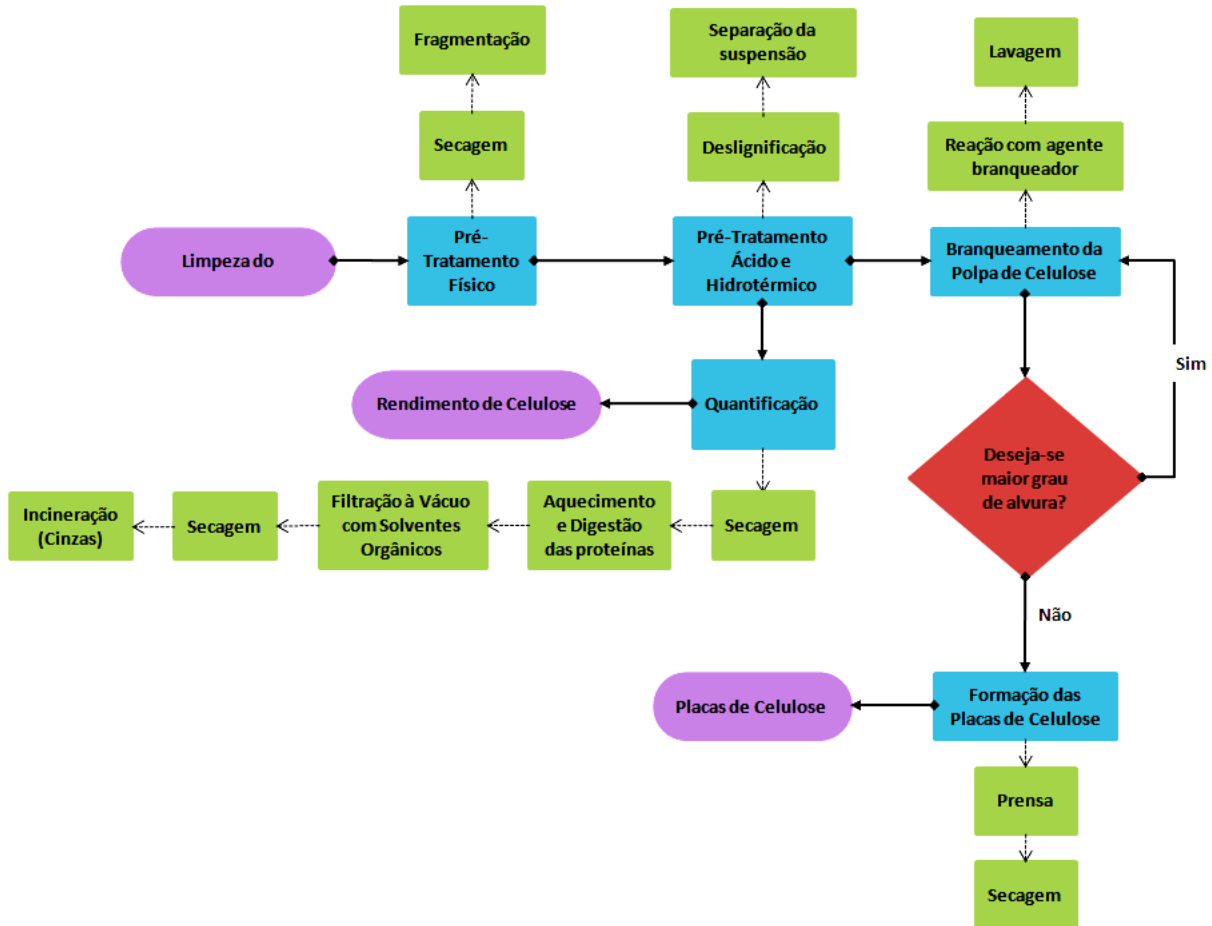 Fragmentação
Separação da
suspensão
Lavagem
Secagem
Deslignificação
Reação com agente
branqueador
Limpeza do
Pré-
Tratamento
Físico
Pré-Tratamento
Ácido e
Hidrotérmico
Branqueamento da
Polpa de Celulose
Sim
Rendimento de Celulose
Quantificação
Deseja-se
maior grau
de alvura?
Incineração
(Cinzas)
Secagem
Filtração à Vácuo
com Solventes
Orgânicos
Aquecimento
e Digestão
das proteínas
Secagem
Não
Placas de Celulose
Formação das
Placas de Celulose
Prensa
Secagem